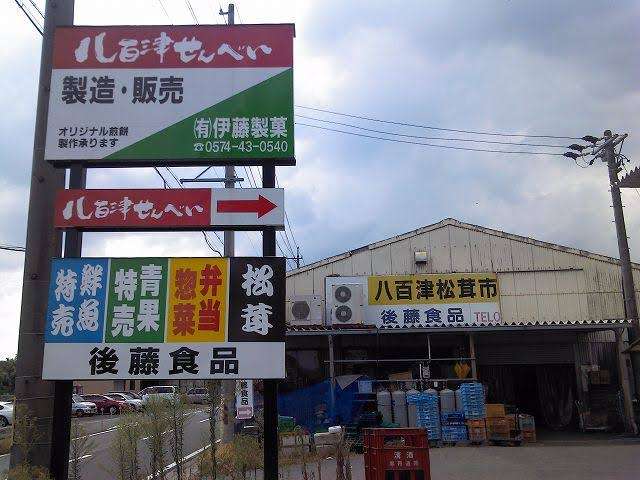 八百津せんべい
製造・販売
オリジナル煎餅
製作承ります
㈲伊藤製菓
☎0574-43-0540
八百津せんべい
鮮魚
特売
青果
特売
弁当
惣菜
松茸
後藤食品
八百津松茸市
後藤食品
TEL0